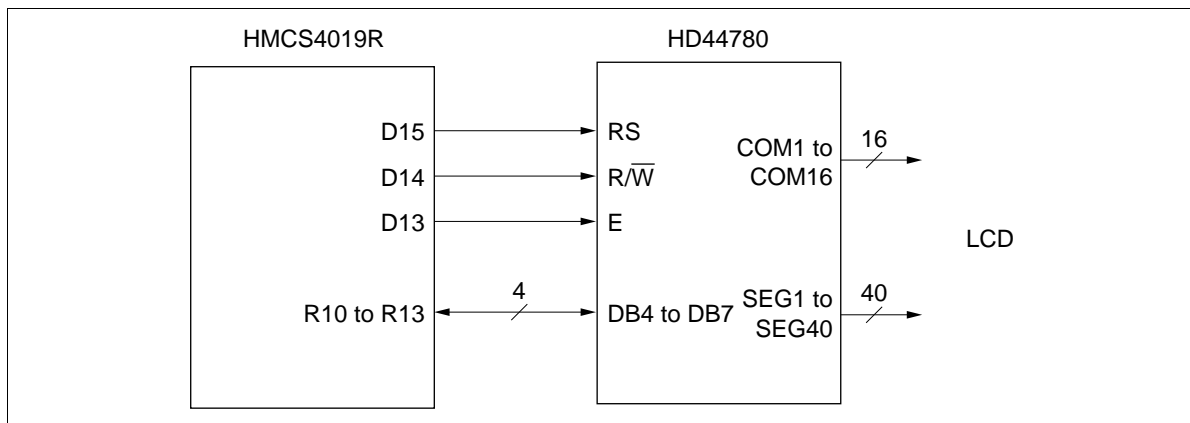 HMCS4019R
HD44780
D15
RS
D14
R/W̅
D13
E
R10 to R13
4
DB4 to DB7
COM1 to
COM16
16
SEG1 to
SEG40
40
LCD